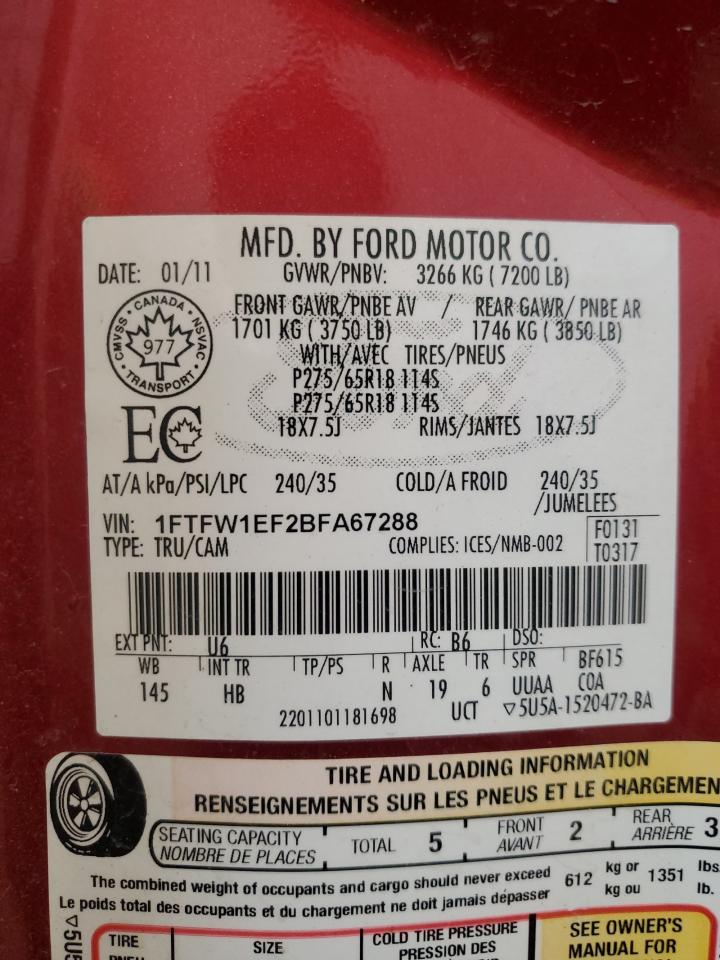 MFD. BY FORD MOTOR CO.
DATE: 01/11 GVWR/PNBV: 3266 KG ( 7200 LB)
FRONT GAWR/PNBE AV / REAR GAWR/ PNBE AR
1701 KG ( 3750 LB) 1746 KG ( 3850 LB)
WITH/AVEC TIRES/PNEUS
P275/65R18 114S
P275/65R18 114S
18X7.5J RIMS/JANTES 18X7.5J
CANADA
CMVSS 977 NSVAC
TRANSPORT
EC
AT/A kPa/PSI/LPC 240/35 COLD/A FROID 240/35
/JUMELEES
VIN: 1FTFW1EF2BFA67288 F0131
TYPE: TRU/CAM COMPLIES: ICES/NMB-002 T0317
EXT PNT: U6 RC: B6 DSO:
WB INT TR TP/PS R AXLE TR SPR BF615
145 HB N 19 6 UUAA COA
2201101181698 UCT ▽5U5A-1520472-BA
TIRE AND LOADING INFORMATION
RENSEIGNEMENTS SUR LES PNEUS ET LE CHARGEMEN
SEATING CAPACITY
NOMBRE DE PLACES
TOTAL 5
FRONT
AVANT 2
REAR
ARRIÈRE 3
The combined weight of occupants and cargo should never exceed 612 kg or 1351 lbs
Le poids total des occupants et du chargement ne doit jamais dépasser kg ou lb.
▽5U5
TIRE SIZE COLD TIRE PRESSURE
PRESSION DES
SEE OWNER'S
MANUAL FOR